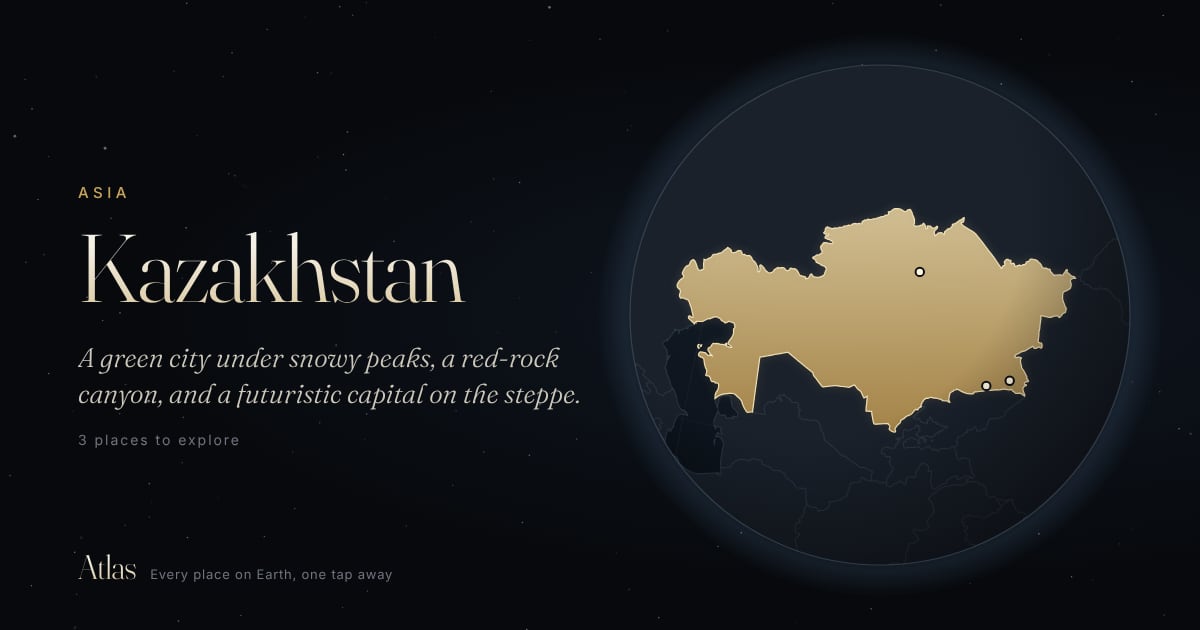 ASIA
Kazakhstan
A green city under snowy peaks, a red-rock
canyon, and a futuristic capital on the steppe.
3 places to explore
Atlas Every place on Earth, one tap away